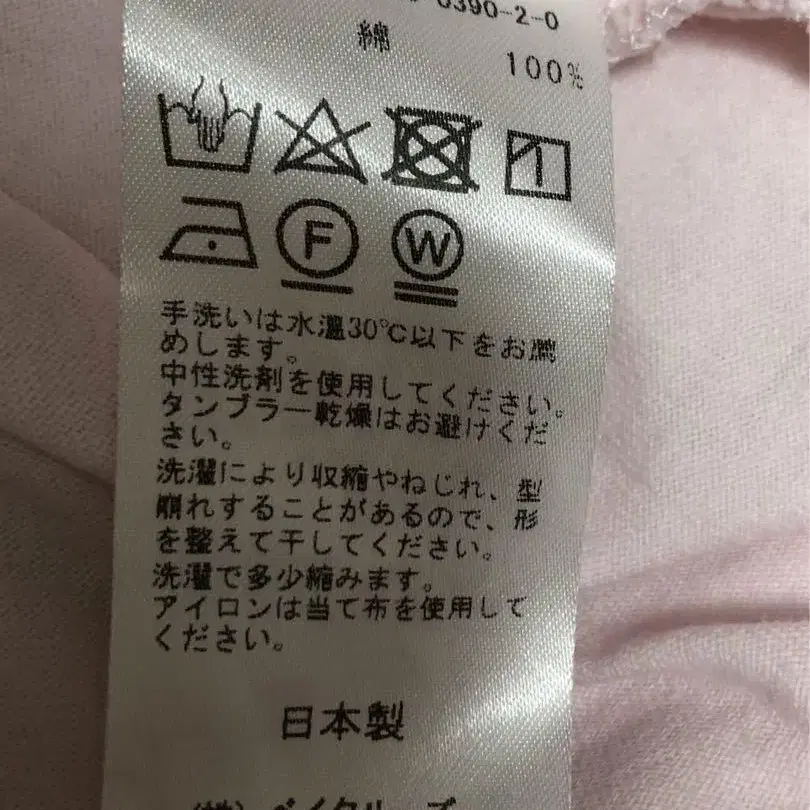 0390-2-0
綿
100%
F
W
手洗いは水温30℃以下をお薦
めします。
中性洗剤を使用してください。
タンブラー乾燥はお避けくだ
さい。
洗濯により収縮やねじれ、型
崩れすることがあるので、形
を整えて干してください。
洗濯で多少縮みます。
アイロンは当て布を使用して
ください。
日本製